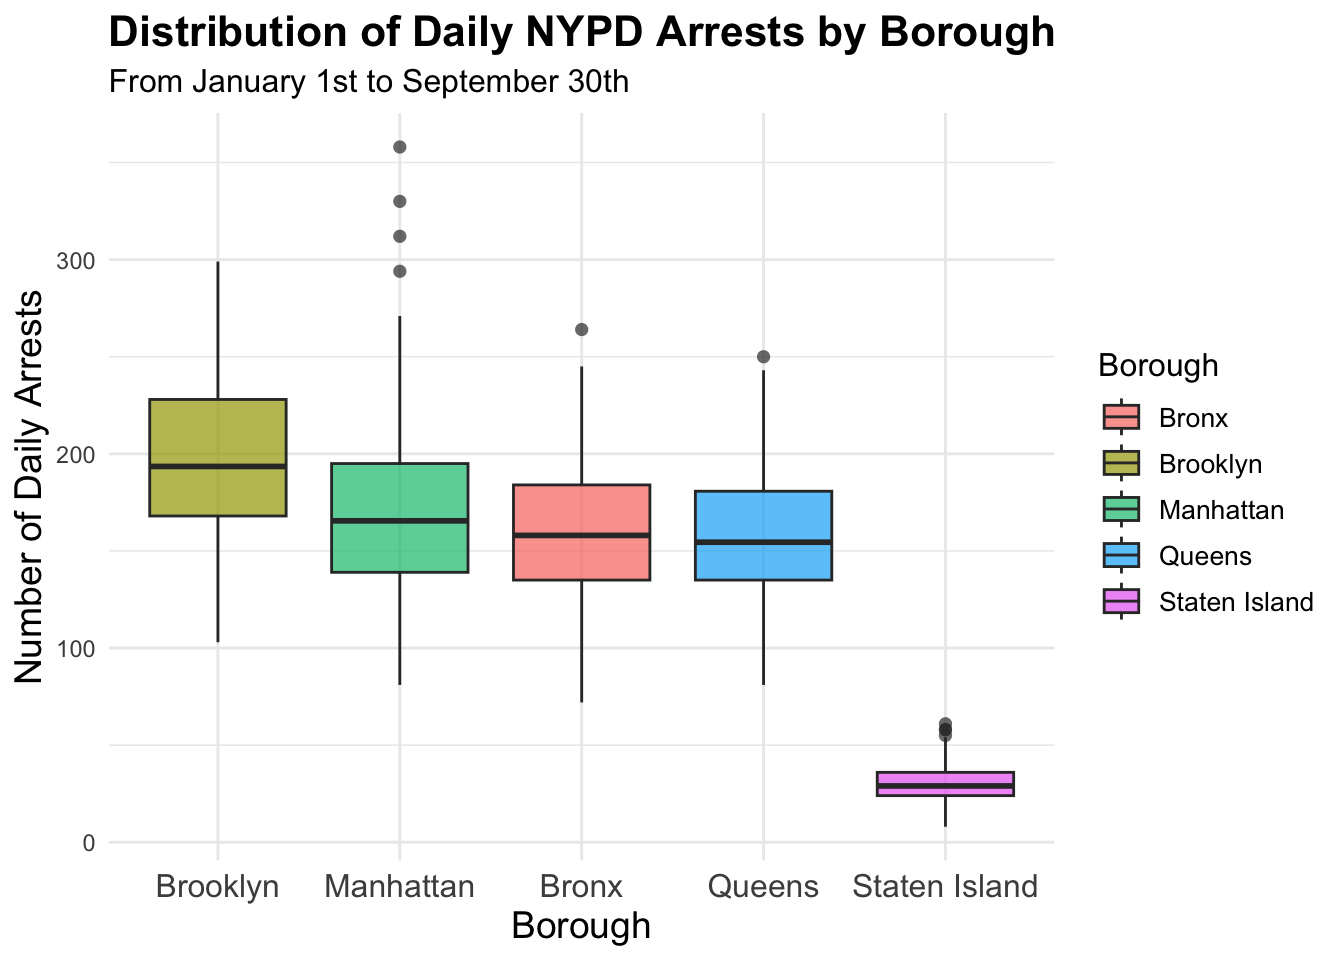 Distribution of Daily NYPD Arrests by Borough
From January 1st to September 30th
Number of Daily Arrests
300
200
100
0
Brooklyn
Manhattan
Bronx
Queens
Staten Island
Borough
Borough
Bronx
Brooklyn
Manhattan
Queens
Staten Island